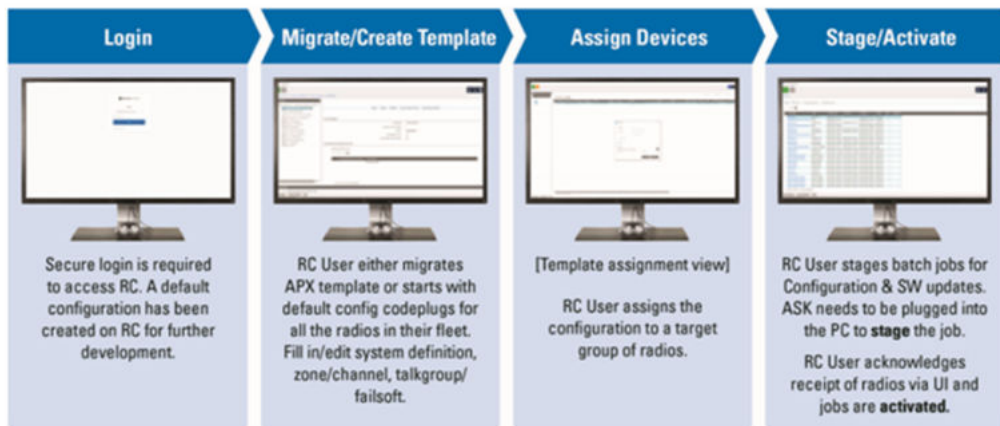 Login
Migrate/Create Template
Assign Devices
Stage/Activate
Secure login is required
to access RC. A default
configuration has been
created on RC for further
development.
RC User either migrates
APX template or starts with
default config codeplugs for
all the radios in their fleet.
Fill in/edit system definition,
zone/channel, talkgroup/
failsoft.
[Template assignment view]
RC User assigns the
configuration to a target
group of radios.
RC User stages batch jobs for
Configuration & SW updates.
ASK needs to be plugged into
the PC to stage the job.
RC User acknowledges
receipt of radios via UI and
jobs are activated.